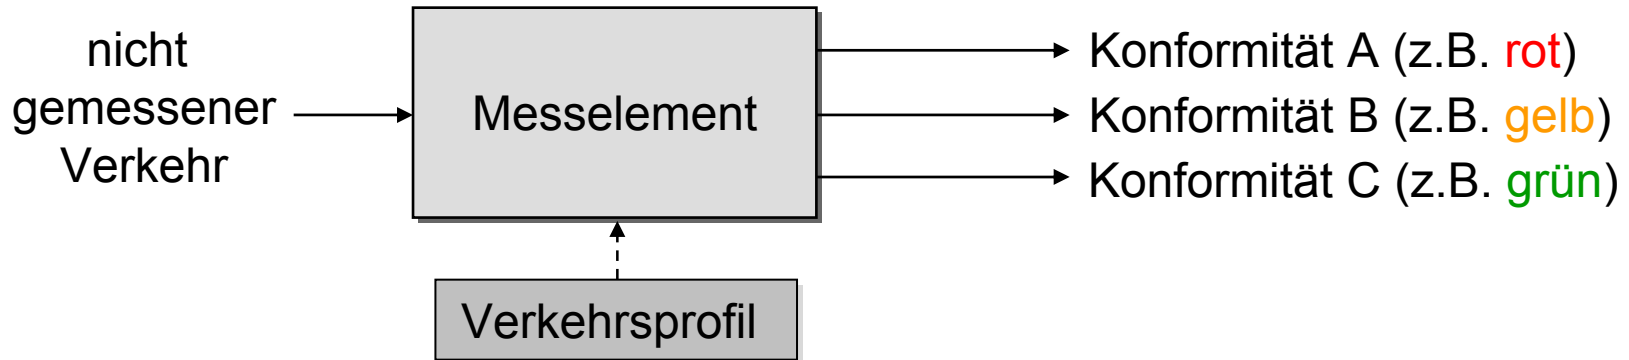 nicht
gemessener
Verkehr
Messelement
Konformität A (z.B. rot)
Konformität B (z.B. gelb)
Konformität C (z.B. grün)
Verkehrsprofil